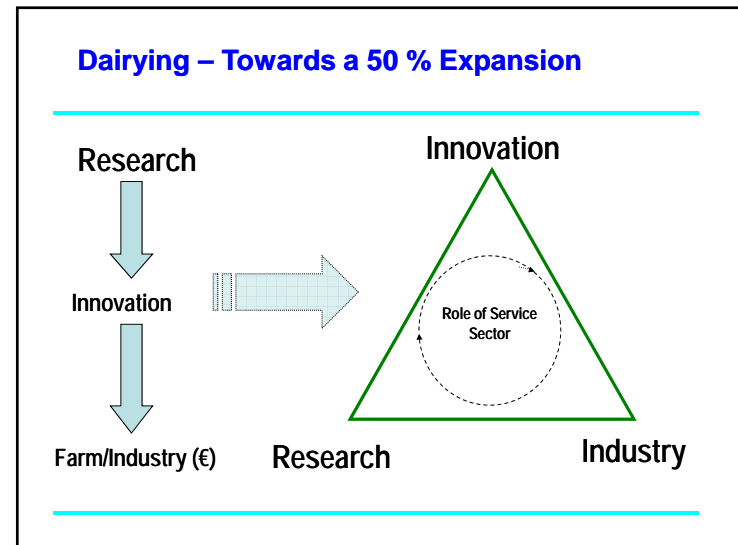 Dairying – Towards a 50 % Expansion
Research
Innovation
Farm/Industry (€)
Innovation
Role of Service
Sector
Research
Industry